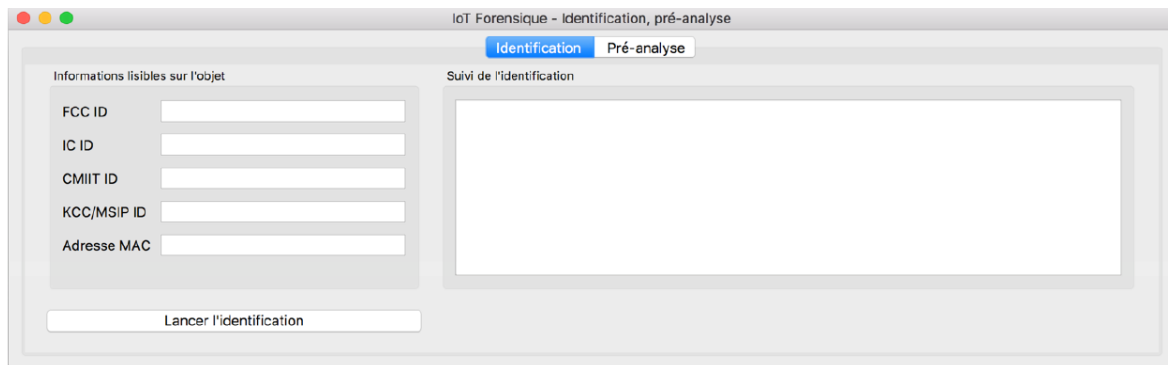 IoT Forensique - Identification, pré-analyse
Identification Pré-analyse
Informations lisibles sur l'objet
Suivi de l'identification
FCC ID
IC ID
CMIIT ID
KCC/MSIP ID
Adresse MAC
Lancer l'identification